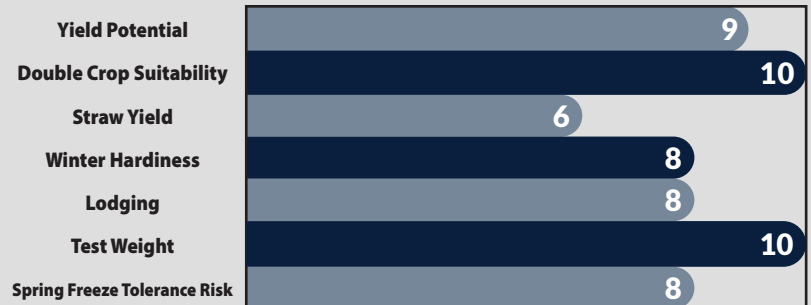 Yield Potential 9
Double Crop Suitability 10
Straw Yield 6
Winter Hardiness 8
Lodging 8
Test Weight 10
Spring Freeze Tolerance Risk 8